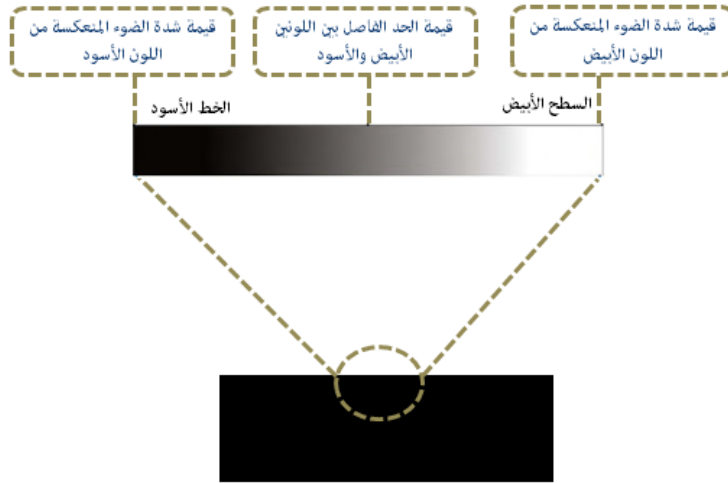 قيمة شدة الضوء المنعكسة من
اللون الأبيض
قيمة الحد الفاصل بين اللونين
الأبيض والأسود
قيمة شدة الضوء المنعكسة من
اللون الأسود
السطح الأبيض
الخط الأسود